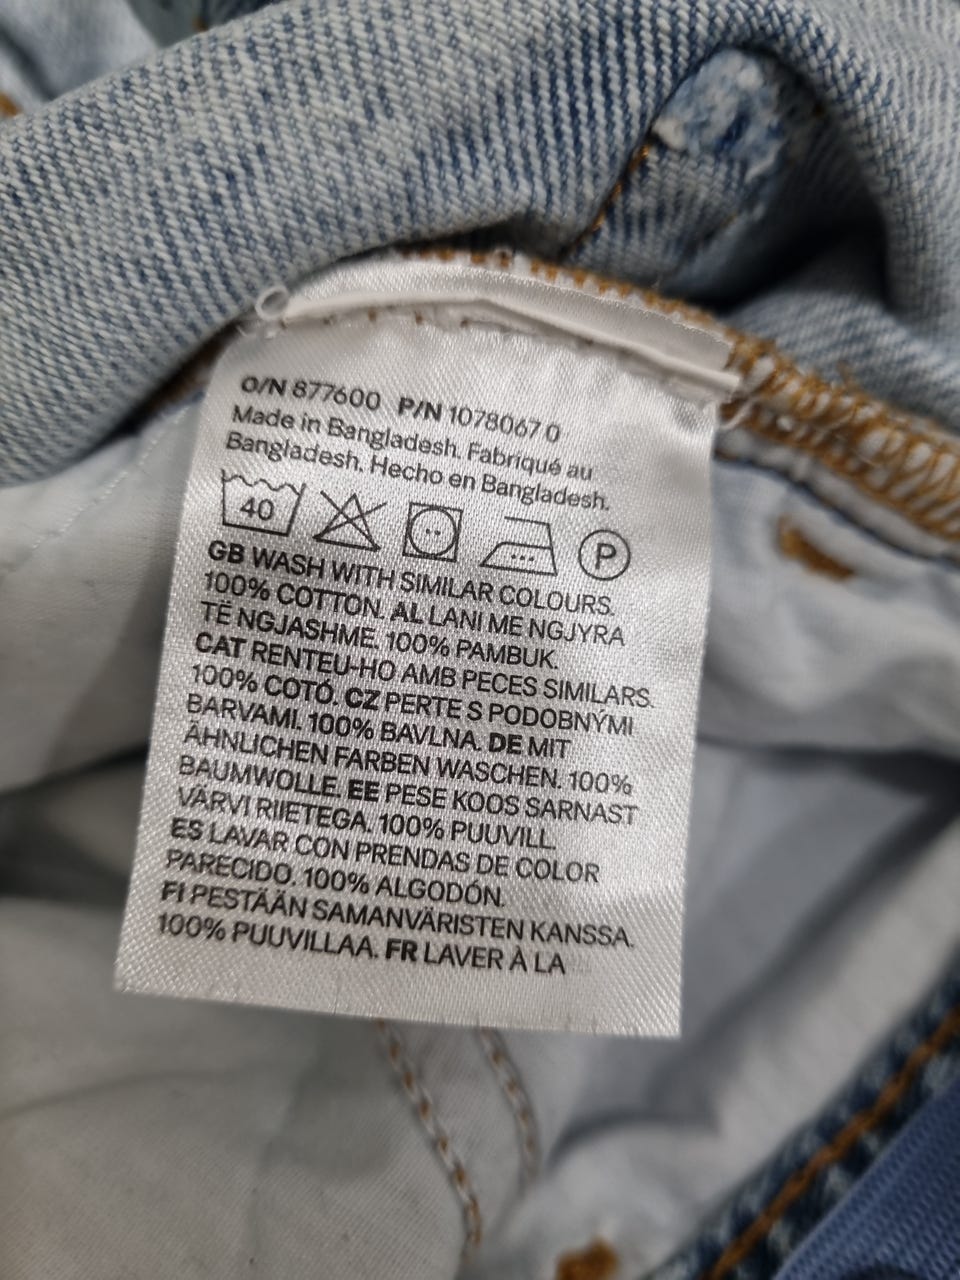 O/N 877600 P/N 1078067 0
Made in Bangladesh. Fabriqué au
Bangladesh. Hecho en Bangladesh.
40 P
GB WASH WITH SIMILAR COLOURS.
100% COTTON. AL LANI ME NGJYRA
TË NGJASHME. 100% PAMBUK.
CAT RENTEU-HO AMB PECES SIMILARS.
100% COTÓ. CZ PERTE S PODOBNÝMI
BARVAMI. 100% BAVLNA. DE MIT
ÄHNLICHEN FARBEN WASCHEN. 100%
BAUMWOLLE. EE PESE KOOS SARNAST
VÄRVI RIIETEGA. 100% PUUVILL.
ES LAVAR CON PRENDAS DE COLOR
PARECIDO. 100% ALGODÓN.
FI PESTÄÄN SAMANVÄRISTEN KANSSA.
100% PUUVILLAA. FR LAVER À LA